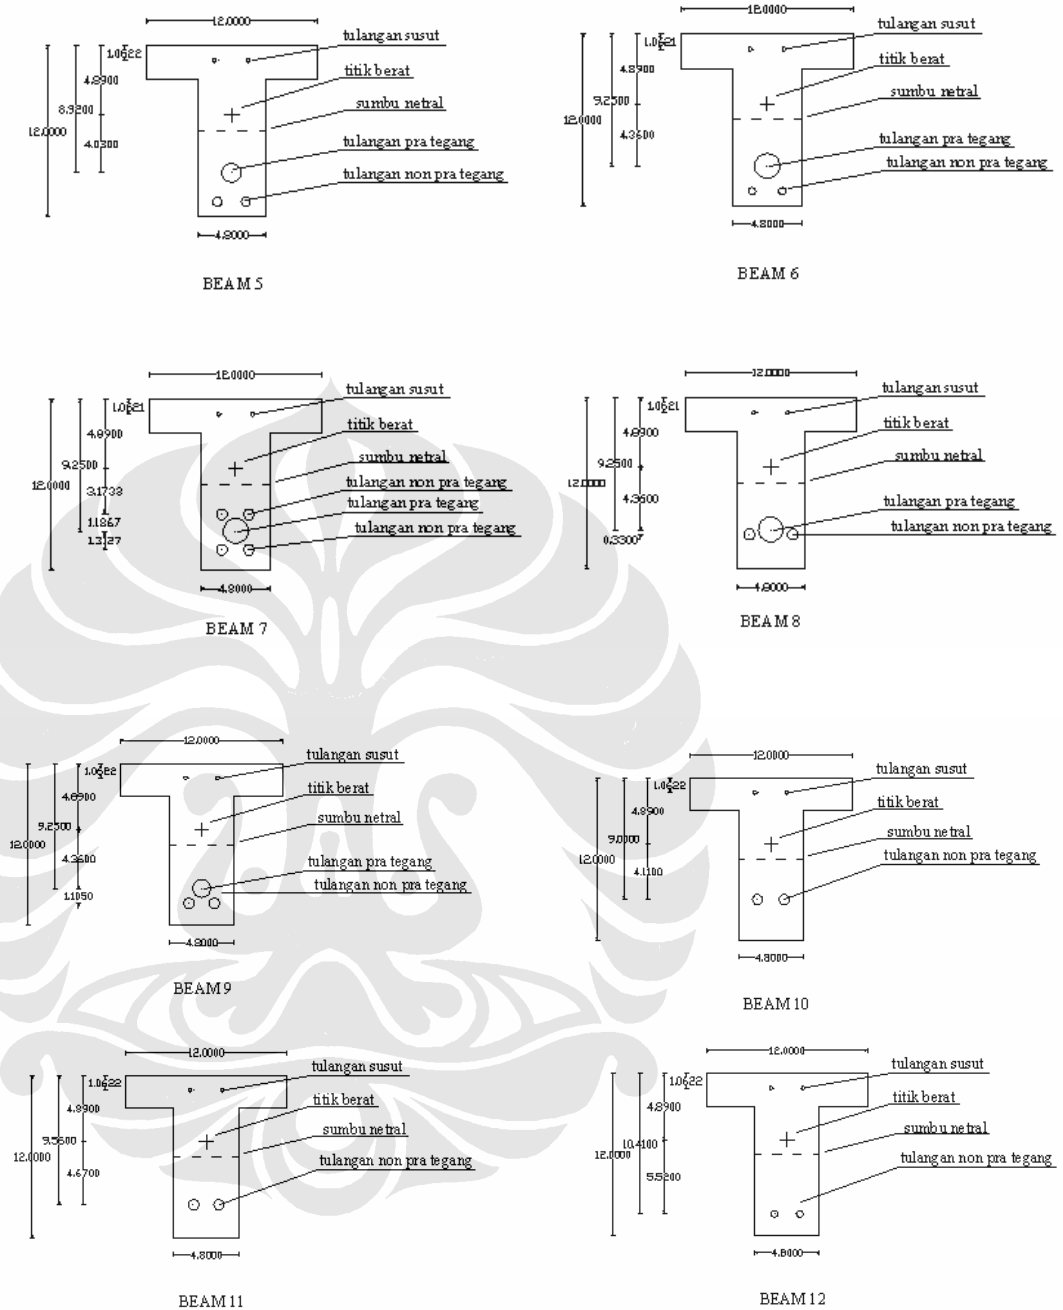 12.0000
1.0622
tulangan susut
4.8900
titik berat
8.9200
sumbu netral
12.0000
4.0300
tulangan pra tegang
tulangan non pra tegang
4.8000
BEAM 5
12.0000
1.0621
tulangan susut
4.8900
titik berat
9.2500
sumbu netral
12.0000
4.3600
tulangan pra tegang
tulangan non pra tegang
4.8000
BEAM 6
12.0000
1.0621
tulangan susut
4.8900
titik berat
9.2500
sumbu netral
12.0000
3.1733
tulangan non pra tegang
tulangan pra tegang
1.1867
tulangan non pra tegang
4.8000
BEAM 7
12.0000
1.0621
tulangan susut
4.8900
titik berat
9.2500
sumbu netral
12.0000
4.3600
tulangan pra tegang
tulangan non pra tegang
0.3300
4.8000
BEAM 8
12.0000
1.0622
tulangan susut
4.8900
titik berat
9.2500
sumbu netral
12.0000
4.3600
tulangan pra tegang
tulangan non pra tegang
1.1050
4.8000
BEAM 9
12.0000
1.0622
tulangan susut
4.8900
titik berat
9.0000
sumbu netral
12.0000
4.1100
tulangan non pra tegang
4.8000
BEAM 10
12.0000
1.0622
tulangan susut
4.8900
titik berat
9.5600
sumbu netral
12.0000
4.6700
tulangan non pra tegang
4.8000
BEAM 11
12.0000
1.0622
tulangan susut
4.8900
titik berat
10.4100
sumbu netral
12.0000
5.5200
tulangan non pra tegang
4.8000
BEAM 12